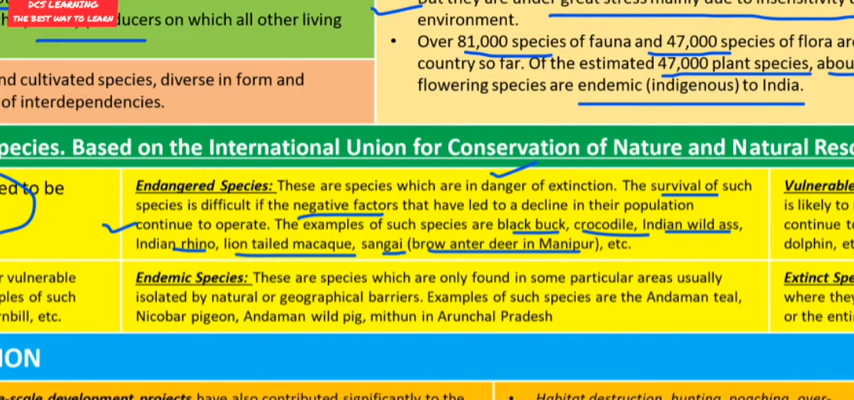 DCS LEARNING
THE BEST WAY TO LEARN
ducers on which all other living
nd cultivated species, diverse in form and
of interdependencies.
But they are under great stress mainly due to insensitivity
environment.
• Over 81,000 species of fauna and 47,000 species of flora are
country so far. Of the estimated 47,000 plant species, abou
flowering species are endemic (indigenous) to India.
pecies. Based on the International Union for Conservation of Nature and Natural Reso
ed to be
Endangered Species: These are species which are in danger of extinction. The survival of such
species is difficult if the negative factors that have led to a decline in their population
continue to operate. The examples of such species are black buck, crocodile, Indian wild ass,
Indian rhino, lion tailed macaque, sangai (brow anter deer in Manipur), etc.
Vulnerable
is likely to
continue t
dolphin, et
r vulnerable
ples of such
rnbill, etc.
Endemic Species: These are species which are only found in some particular areas usually
isolated by natural or geographical barriers. Examples of such species are the Andaman teal,
Nicobar pigeon, Andaman wild pig, mithun in Arunchal Pradesh
Extinct Spe
where they
or the entir
ION
e-scale development projects have also contributed significantly to the
• Habitat destruction, hunting, poaching, over-